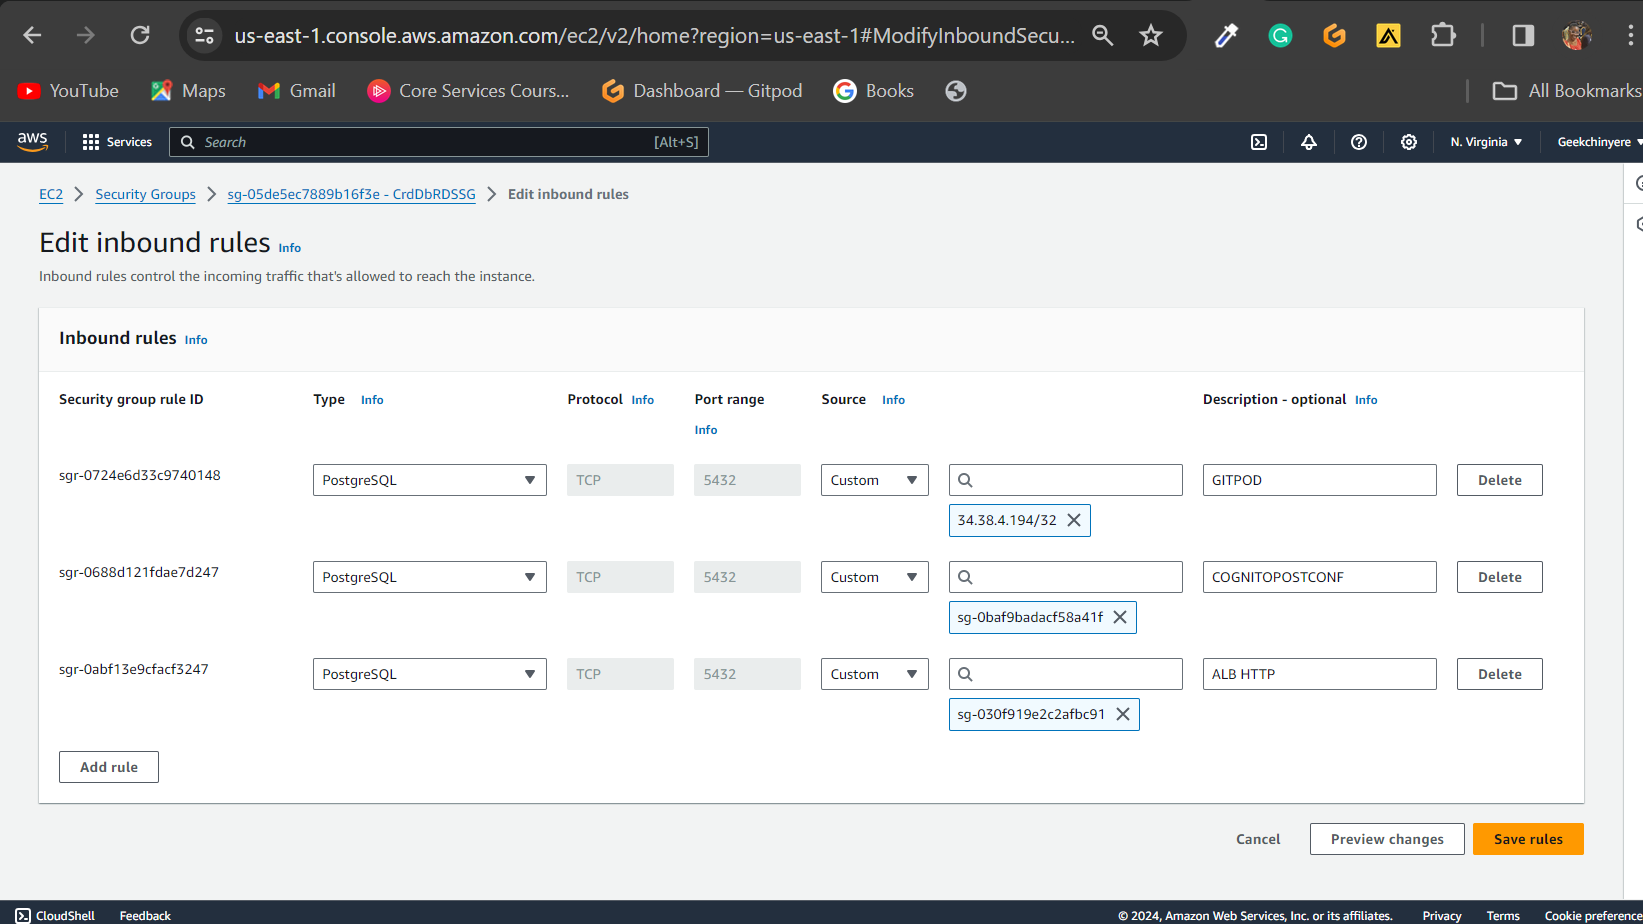 us-east-1.console.aws.amazon.com/ec2/v2/home?region=us-east-1#ModifyInboundSecu...
YouTube Maps Gmail Core Services Cours... Dashboard — Gitpod Books All Bookmarks
aws Services Search [Alt+S] N. Virginia Geekchinyere
EC2 Security Groups sg-05de5ec7889b16f3e - CrdDbRDSSG Edit inbound rules
Edit inbound rules Info
Inbound rules control the incoming traffic that's allowed to reach the instance.
Inbound rules Info
Security group rule ID Type Info Protocol Info Port range Source Info Description - optional Info
Info
sgr-0724e6d33c9740148 PostgreSQL TCP 5432 Custom GITPOD Delete
34.38.4.194/32
sgr-0688d121fdae7d247 PostgreSQL TCP 5432 Custom COGNITOPOSTCONF Delete
sg-0baf9badacf58a41f
sgr-0abf13e9cfacf3247 PostgreSQL TCP 5432 Custom ALB HTTP Delete
sg-030f919e2c2afbc91
Add rule
Cancel Preview changes Save rules
CloudShell Feedback © 2024, Amazon Web Services, Inc. or its affiliates. Privacy Terms Cookie preference